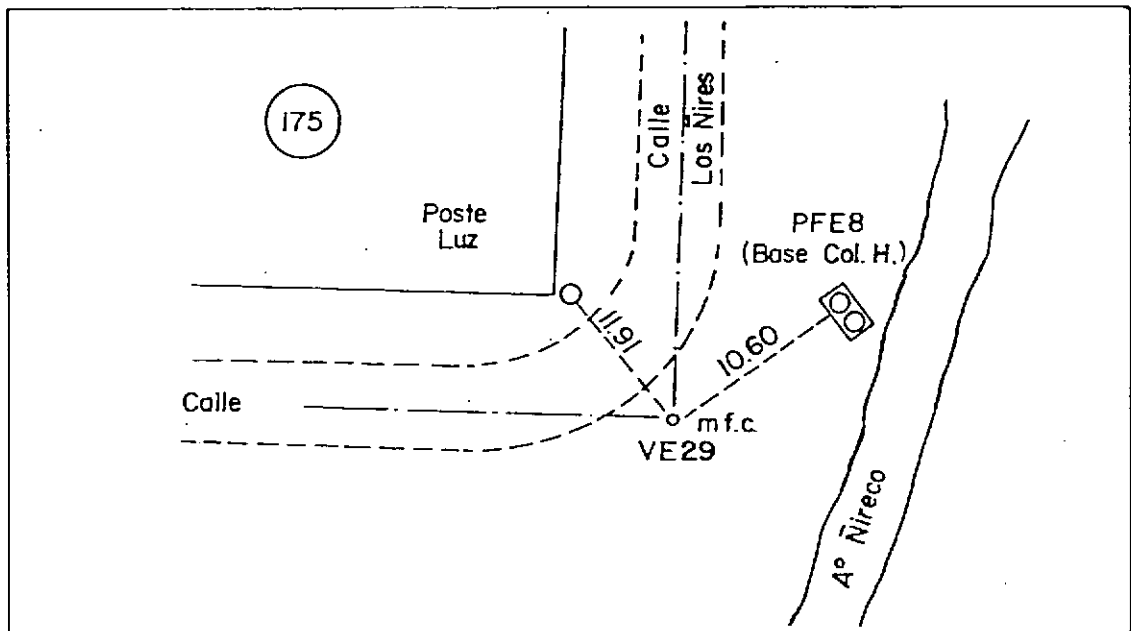 175
Poste
Luz
Calle
Los Nires
PFE8
(Base Col. H.)
11.91
10.60
Calle
m f.c.
VE29
Aº Ñireco